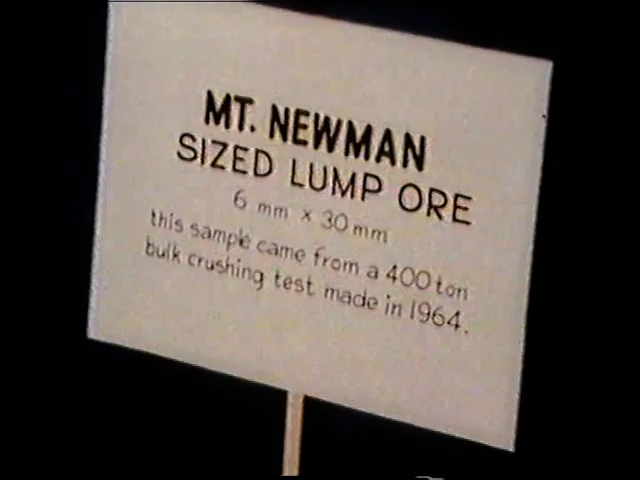 MT. NEWMAN
SIZED LUMP ORE
6 mm x 30 mm
this sample came from a 400 ton
bulk crushing test made in 1964.